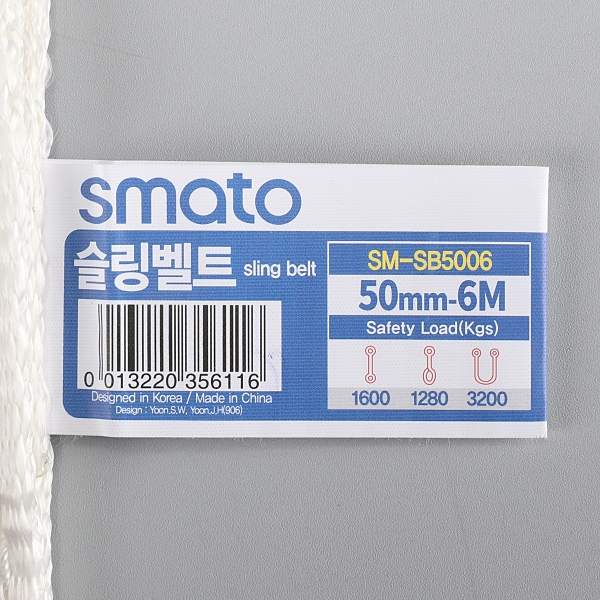 smato
슬링벨트 sling belt
0 013220 356116
Designed in Korea / Made in China
Design : Yoon,S.W, Yoon,J.H(906)
SM-SB5006
50mm-6M
Safety Load(Kgs)
1600 1280 3200